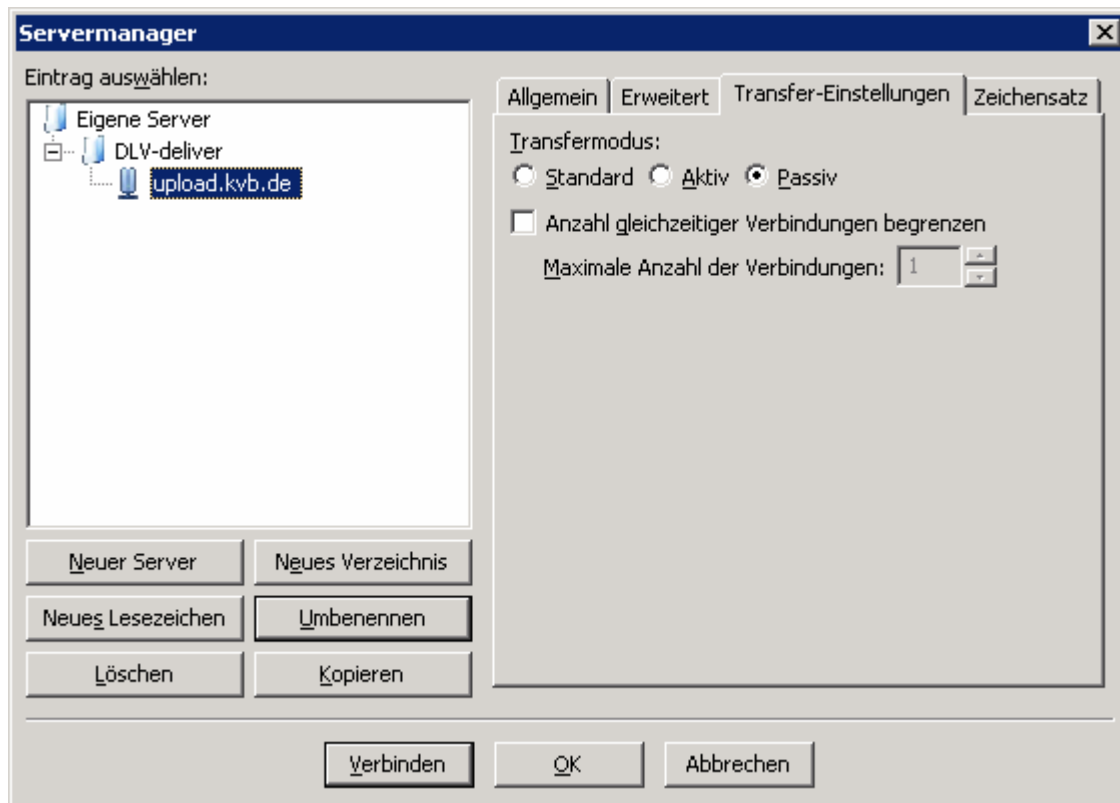 Servermanager
Eintrag auswählen:
Eigene Server
DLV-deliver
upload.kvb.de
Neuer Server
Neues Verzeichnis
Neues Lesezeichen
Umbenennen
Löschen
Kopieren
Allgemein
Erweitert
Transfer-Einstellungen
Zeichensatz
Transfermodus:
Standard
Aktiv
Passiv
Anzahl gleichzeitiger Verbindungen begrenzen
Maximale Anzahl der Verbindungen: 1
Verbinden
OK
Abbrechen